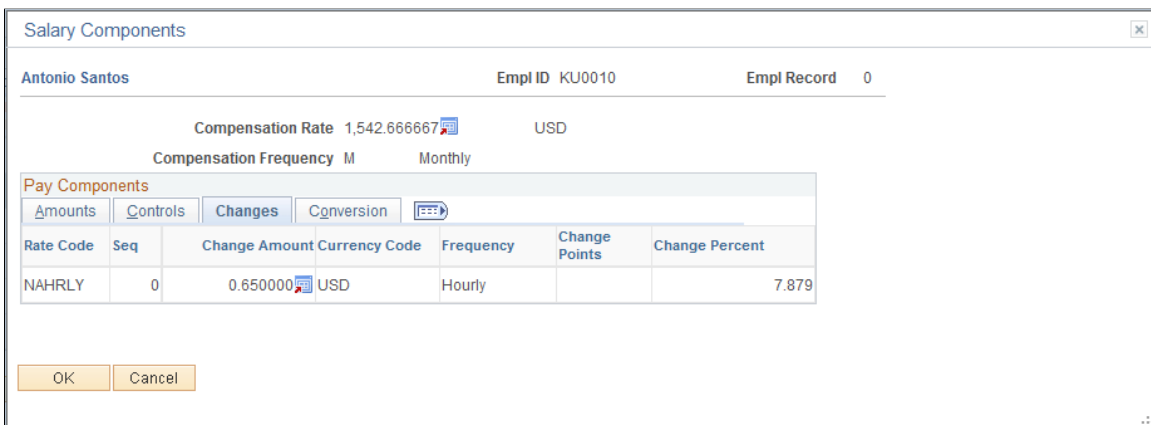 Salary Components
Antonio Santos Empl ID KU0010 Empl Record 0
Compensation Rate 1,542.666667 USD
Compensation Frequency M Monthly
Pay Components
Amounts Controls Changes Conversion
Rate Code Seq Change Amount Currency Code Frequency Change Points Change Percent
NAHRLY 0 0.650000 USD Hourly 7.879
OK Cancel